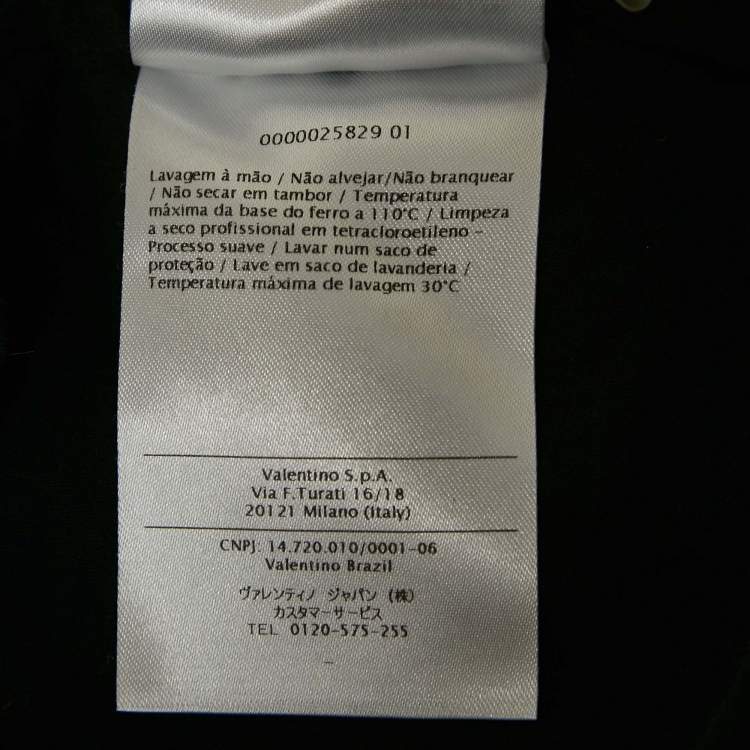 0000025829 01
Lavagem à mão / Não alvejar/Não branquear
/ Não secar em tambor / Temperatura
máxima da base do ferro a 110°C / Limpeza
a seco profissional em tetracloroetileno –
Processo suave / Lavar num saco de
proteção / Lave em saco de lavanderia /
Temperatura máxima de lavagem 30°C
Valentino S.p.A.
Via F.Turati 16/18
20121 Milano (Italy)
CNPJ: 14.720.010/0001-06
Valentino Brazil
ヴァレンティノ ジャパン (株)
カスタマーサービス
TEL 0120-575-255
–